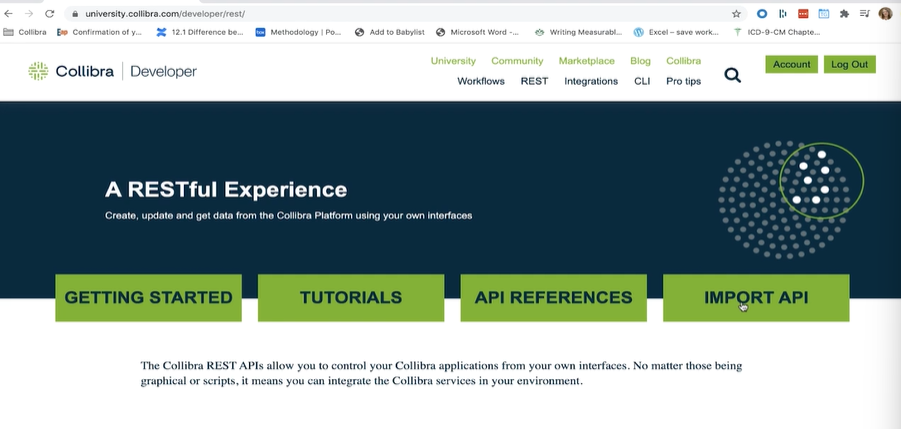 university.collibra.com/developer/rest/
Collibra
Confirmation of y...
12.1 Difference be...
Methodology | Po...
Add to Babylist
Microsoft Word -...
Writing Measurabl...
Excel – save work...
ICD-9-CM Chapte...
Collibra | Developer
University Community Marketplace Blog Collibra
Workflows REST Integrations CLI Pro tips
Account
Log Out
A RESTful Experience
Create, update and get data from the Collibra Platform using your own interfaces
GETTING STARTED
TUTORIALS
API REFERENCES
IMPORT API
The Collibra REST APIs allow you to control your Collibra applications from your own interfaces. No matter those being
graphical or scripts, it means you can integrate the Collibra services in your environment.